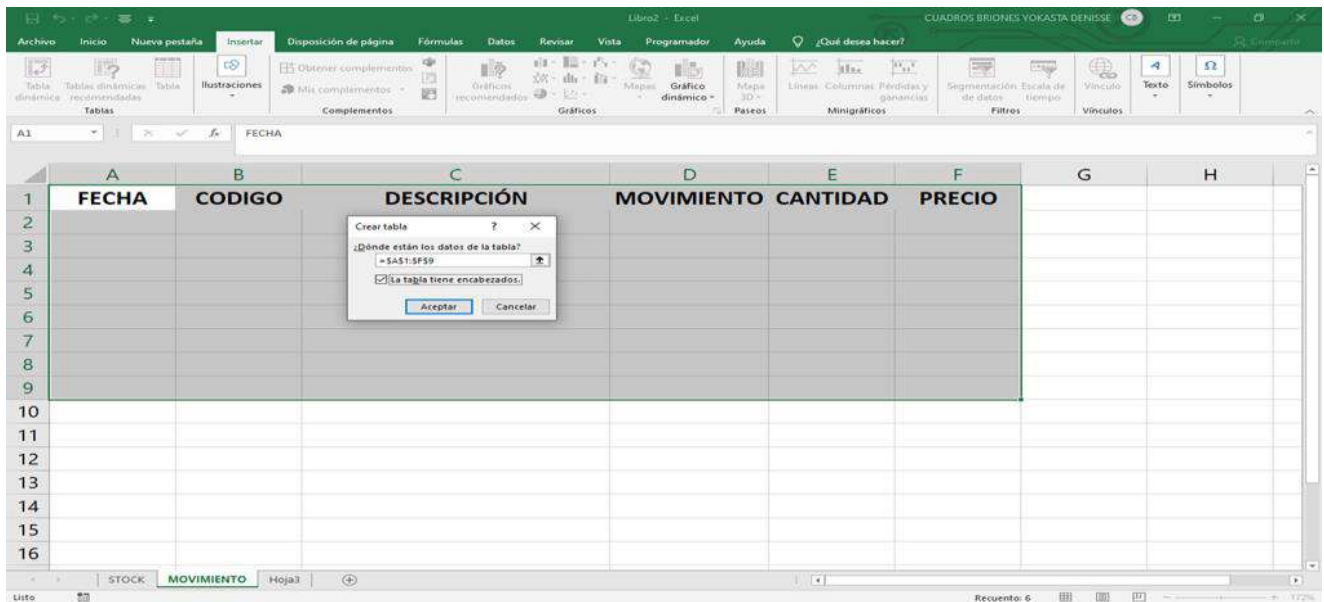 Libro2 - Excel
CUADROS BRIONES YOKASTA DENISSE CB
Archivo Inicio Nueva pestaña Insertar Disposición de página Fórmulas Datos Revisar Vista Programador Ayuda ¿Qué desea hacer? Compartir
Tabla dinámica
Tablas dinámicas recomendadas
Tabla
Tablas
Ilustraciones
Obtener complementos
Mis complementos
Complementos
Gráficos recomendados
Mapas
Gráfico dinámico
Gráficos
Mapa 3D
Paseos
Líneas Columnas Pérdidas y ganancias
Minigráficos
Segmentación de datos
Escala de tiempo
Filtros
Vínculo
Vínculos
Texto
Símbolos
A1 fx FECHA
A B C D E F G H
1 FECHA CODIGO DESCRIPCIÓN MOVIMIENTO CANTIDAD PRECIO
2
3
4
5
6
7
8
9
10
11
12
13
14
15
16
Crear tabla ? ×
¿Dónde están los datos de la tabla?
=$A$1:$F$9
La tabla tiene encabezados.
Aceptar Cancelar
STOCK MOVIMIENTO Hoja3
Listo Recuento: 6 172%